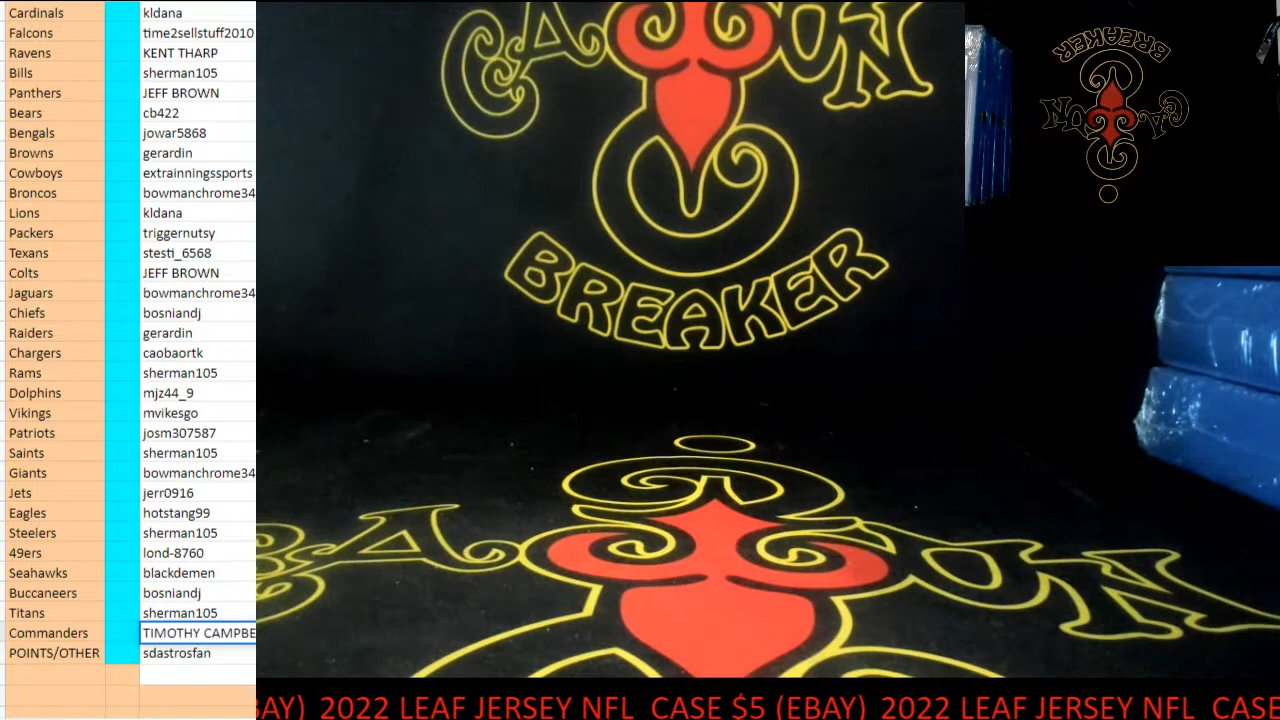 Cardinals kldana
Falcons time2sellstuff2010
Ravens KENT THARP
Bills sherman105
Panthers JEFF BROWN
Bears cb422
Bengals jowar5868
Browns gerardin
Cowboys extrainningssports
Broncos bowmanchrome34
Lions kldana
Packers triggernutsy
Texans stesti_6568
Colts JEFF BROWN
Jaguars bowmanchrome34
Chiefs bosniandj
Raiders gerardin
Chargers caobaortk
Rams sherman105
Dolphins mjz44_9
Vikings mvikesgo
Patriots josm307587
Saints sherman105
Giants bowmanchrome34
Jets jerr0916
Eagles hotstang99
Steelers sherman105
49ers lond-8760
Seahawks blackdemen
Buccaneers bosniandj
Titans sherman105
Commanders TIMOTHY CAMPBE
POINTS/OTHER sdastrosfan
BREAKER
BREAKER
BAY) 2022 LEAF JERSEY NFL CASE $5 (EBAY) 2022 LEAF JERSEY NFL CASE